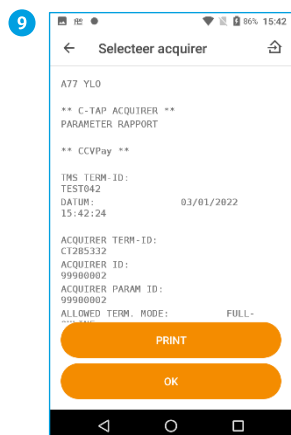 9
86% 15:42
Selecteer acquirer
A77 YLO
** C-TAP ACQUIRER **
PARAMETER RAPPORT
** CCVPay **
TMS TERM-ID:
TEST042
DATUM: 03/01/2022
15:42:24
ACQUIRER TERM-ID:
CT285332
ACQUIRER ID:
99900002
ACQUIRER PARAM ID:
99900002
ALLOWED TERM. MODE: FULL-
PRINT
OK